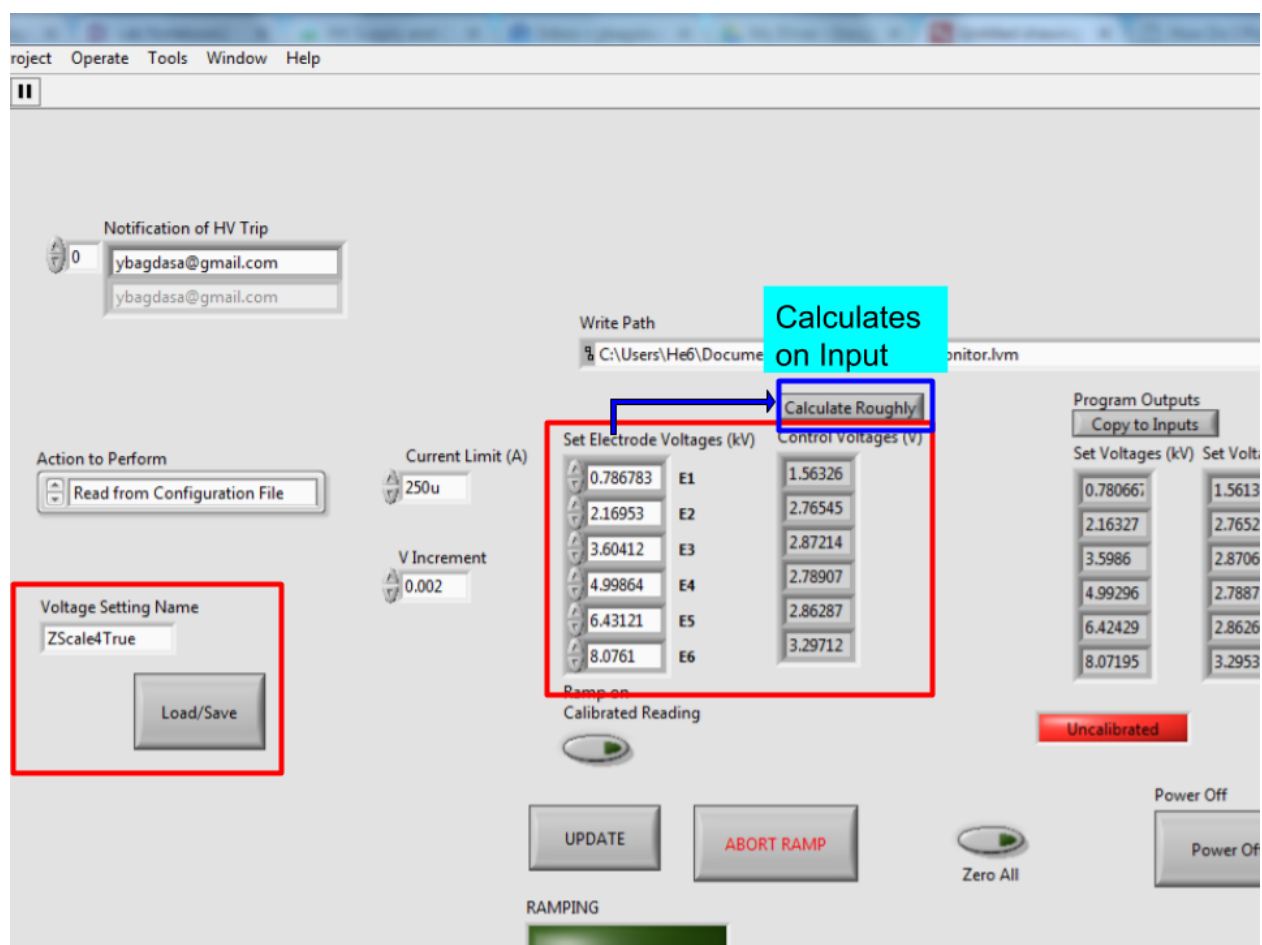 roject Operate Tools Window Help
Notification of HV Trip
0 ybagdasa@gmail.com
ybagdasa@gmail.com
Write Path
Calculates
on Input
C:\Users\He6\Docume onitor.lvm
Calculate Roughly
Program Outputs
Copy to Inputs
Set Electrode Voltages (kV) Control Voltages (V)
Set Voltages (kV) Set Volta
Action to Perform
Read from Configuration File
Current Limit (A)
250u
V Increment
0.002
0.786783 E1 1.56326
2.16953 E2 2.76545
3.60412 E3 2.87214
4.99864 E4 2.78907
6.43121 E5 2.86287
8.0761 E6 3.29712
0.78066 1.5613
2.16327 2.7652
3.5986 2.8706
4.99296 2.7887
6.42429 2.8626
8.07195 3.2953
Voltage Setting Name
ZScale4True
Load/Save
Ramp on
Calibrated Reading
Uncalibrated
UPDATE
ABORT RAMP
Zero All
Power Off
Power Of
RAMPING